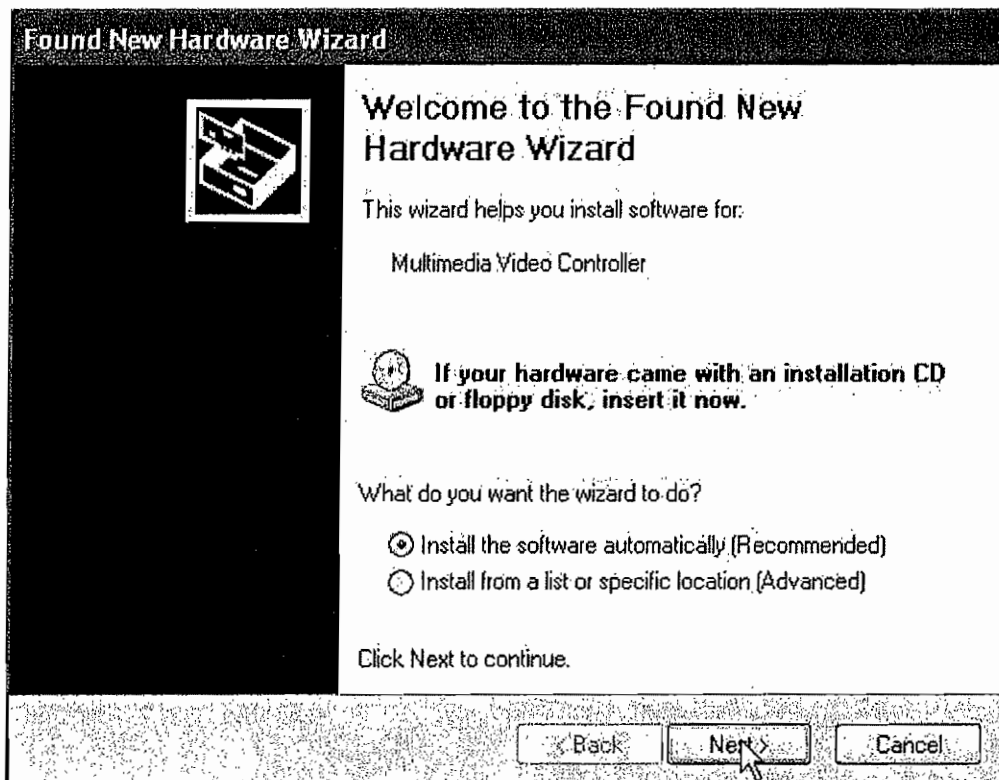 Found New Hardware Wizard
Welcome to the Found New
Hardware Wizard
This wizard helps you install software for:
Multimedia Video Controller
If your hardware came with an installation CD
or floppy disk, insert it now.
What do you want the wizard to do?
Install the software automatically (Recommended)
Install from a list or specific location (Advanced)
Click Next to continue.
< Back
Next >
Cancel